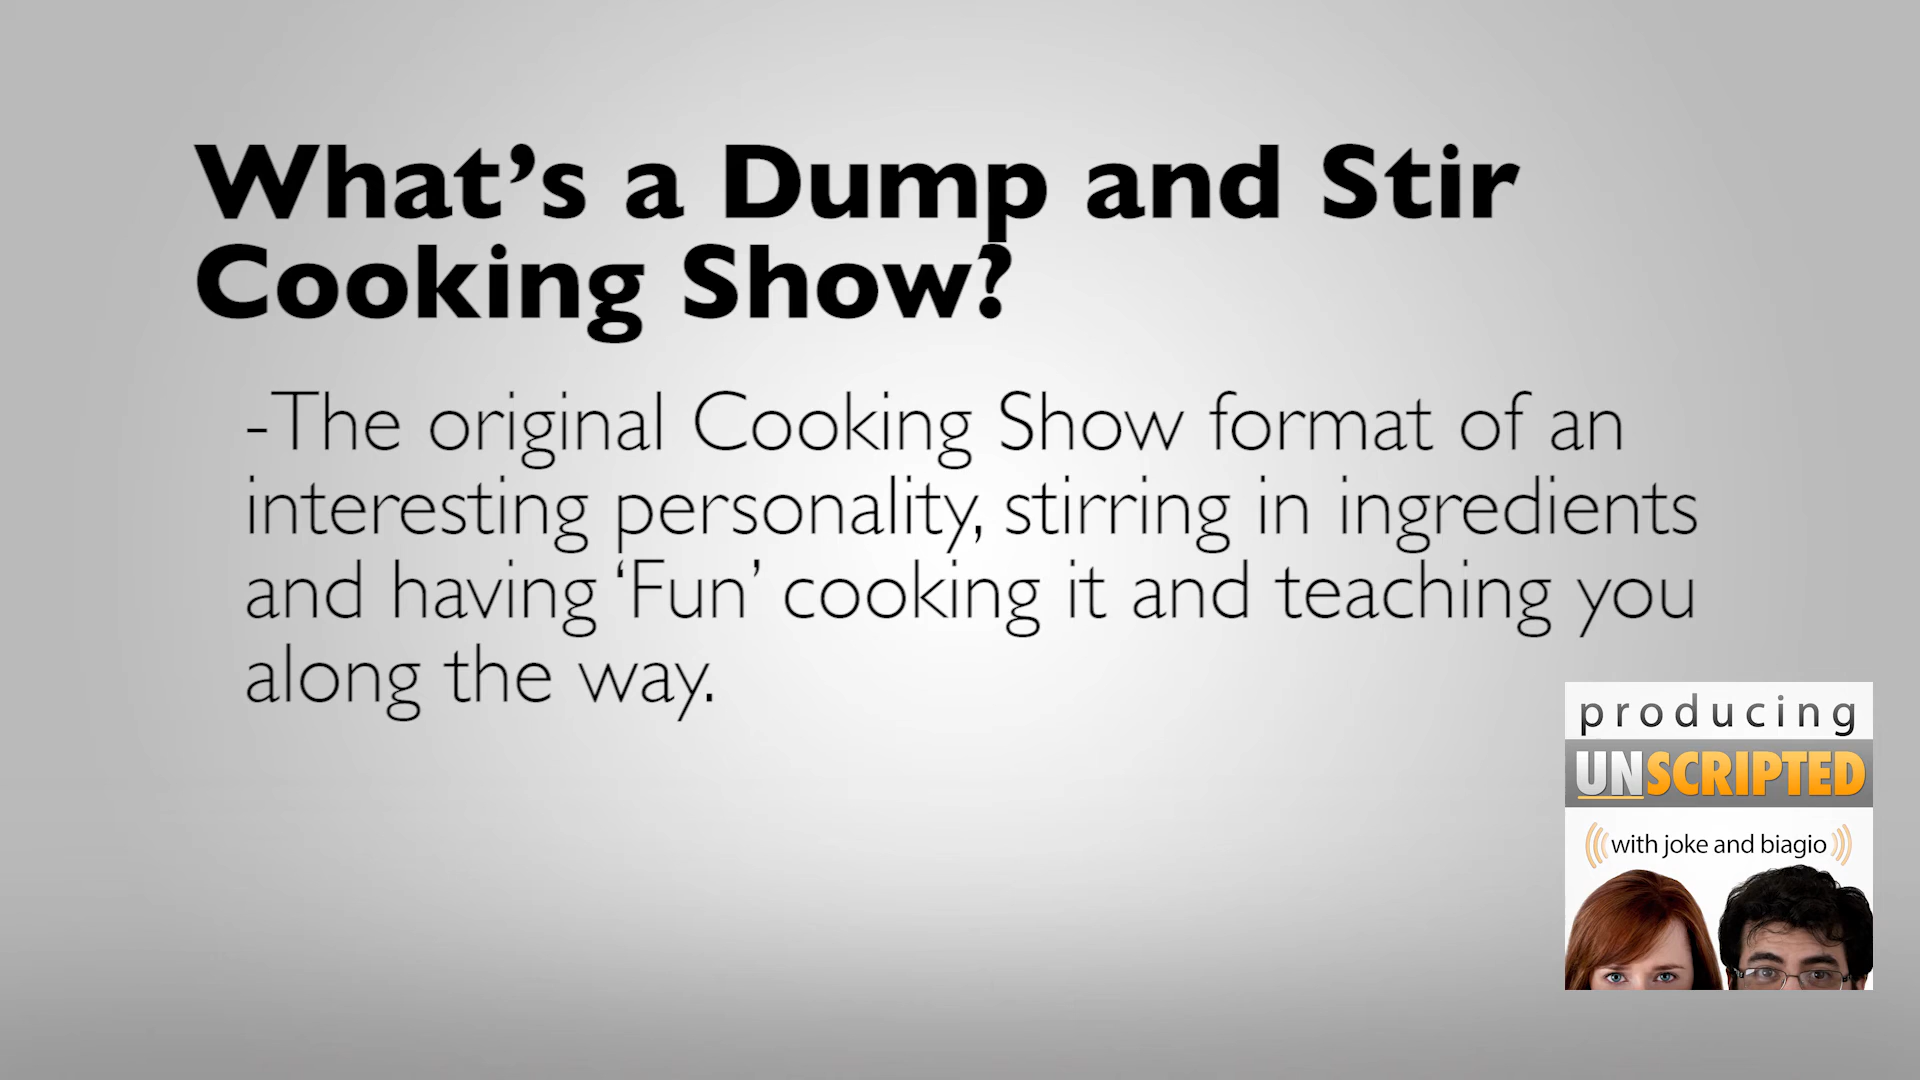 What’s a Dump and Stir
Cooking Show?
-The original Cooking Show format of an
interesting personality, stirring in ingredients
and having ‘Fun’ cooking it and teaching you
along the way.
producing
UNSCRIPTED
with joke and biagio